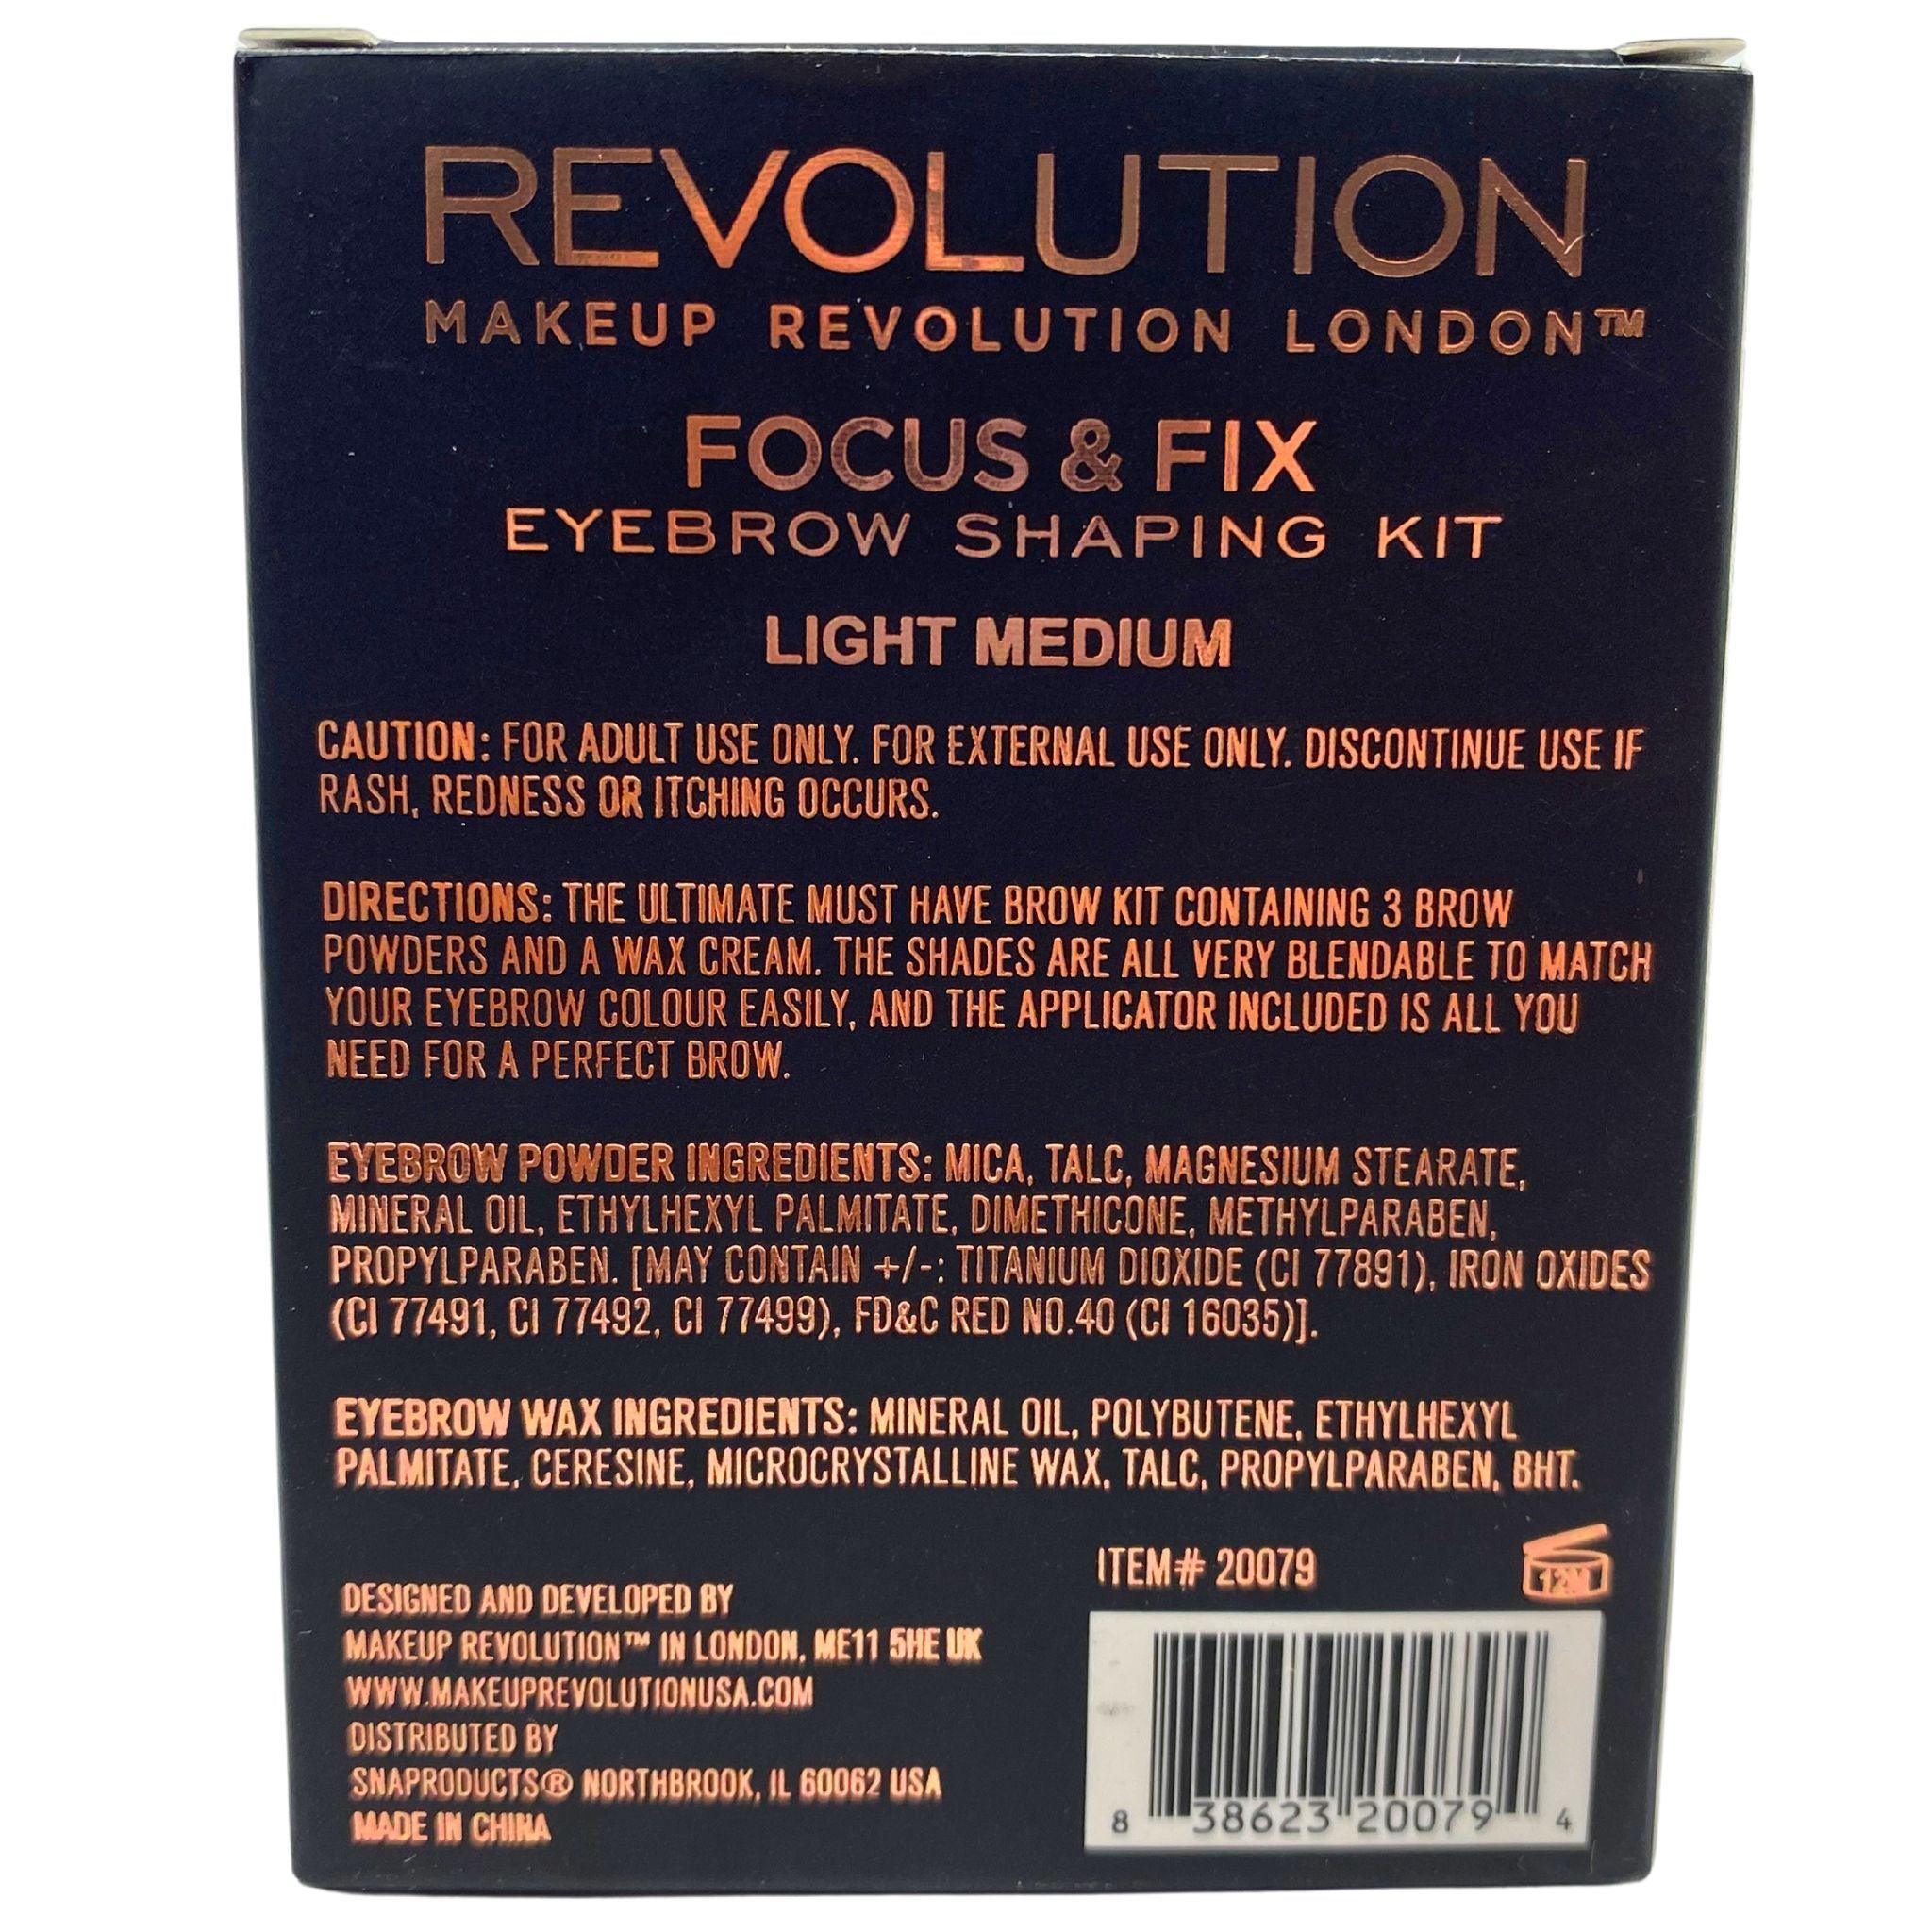 REVOLUTION
MAKEUP REVOLUTION LONDON™
FOCUS & FIX
EYEBROW SHAPING KIT
LIGHT MEDIUM
CAUTION: FOR ADULT USE ONLY. FOR EXTERNAL USE ONLY. DISCONTINUE USE IF
RASH, REDNESS OR ITCHING OCCURS.
DIRECTIONS: THE ULTIMATE MUST HAVE BROW KIT CONTAINING 3 BROW
POWDERS AND A WAX CREAM. THE SHADES ARE ALL VERY BLENDABLE TO MATCH
YOUR EYEBROW COLOUR EASILY, AND THE APPLICATOR INCLUDED IS ALL YOU
NEED FOR A PERFECT BROW.
EYEBROW POWDER INGREDIENTS: MICA, TALC, MAGNESIUM STEARATE,
MINERAL OIL, ETHYLHEXYL PALMITATE, DIMETHICONE, METHYLPARABEN,
PROPYLPARABEN. [MAY CONTAIN +/-: TITANIUM DIOXIDE (CI 77891), IRON OXIDES
(CI 77491, CI 77492, CI 77499), FD&C RED NO.40 (CI 16035)].
EYEBROW WAX INGREDIENTS: MINERAL OIL, POLYBUTENE, ETHYLHEXYL
PALMITATE, CERESINE, MICROCRYSTALLINE WAX, TALC, PROPYLPARABEN, BHT.
DESIGNED AND DEVELOPED BY
MAKEUP REVOLUTION™ IN LONDON, ME11 5HE UK
WWW.MAKEUPREVOLUTIONUSA.COM
DISTRIBUTED BY
SNAPRODUCTS® NORTHBROOK, IL 60062 USA
MADE IN CHINA
ITEM# 20079
12M
8 38623 20079 4